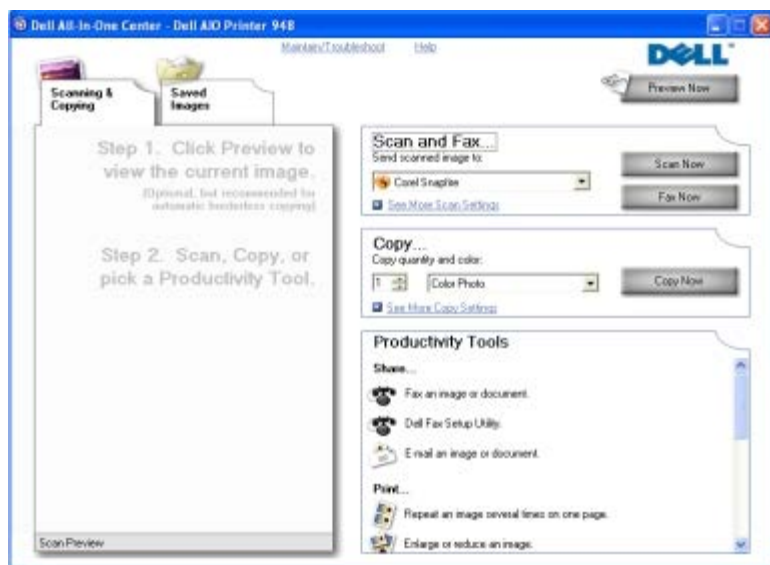 Dell All-In-One Center - Dell AIO Printer 948
Maintain/Troubleshoot
Help
DELL™
Scanning &
Copying
Saved
Images
Preview Now
Step 1. Click Preview to
view the current image.
(Optional, but recommended for
automatic borderless copying)
Step 2. Scan, Copy, or
pick a Productivity Tool.
Scan Preview
Scan and Fax...
Send scanned image to:
Corel Snapfire
Scan Now
Fax Now
See More Scan Settings
Copy...
Copy quantity and color:
1
Color Photo
Copy Now
See More Copy Settings
Productivity Tools
Share...
Fax an image or document.
Dell Fax Setup Utility.
E-mail an image or document.
Print...
Repeat an image several times on one page.
Enlarge or reduce an image.